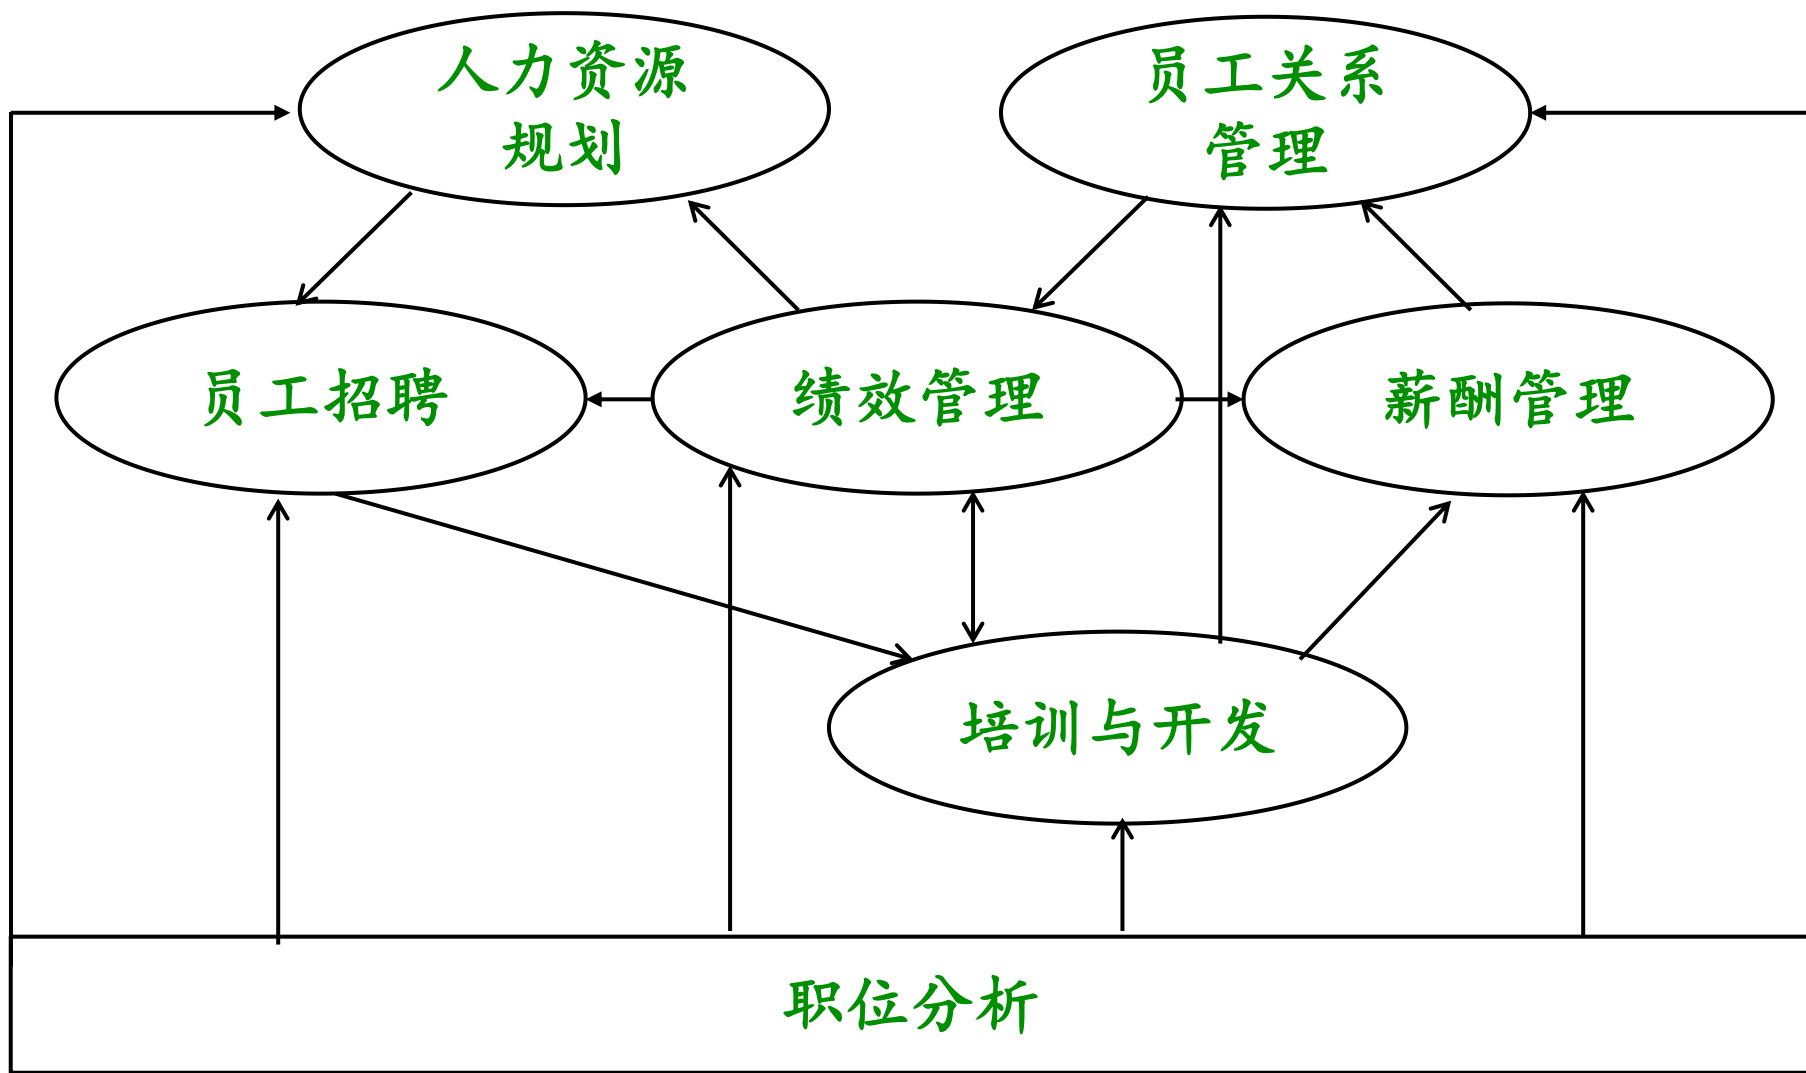 人力资源
规划
员工关系
管理
员工招聘
绩效管理
薪酬管理
培训与开发
职位分析